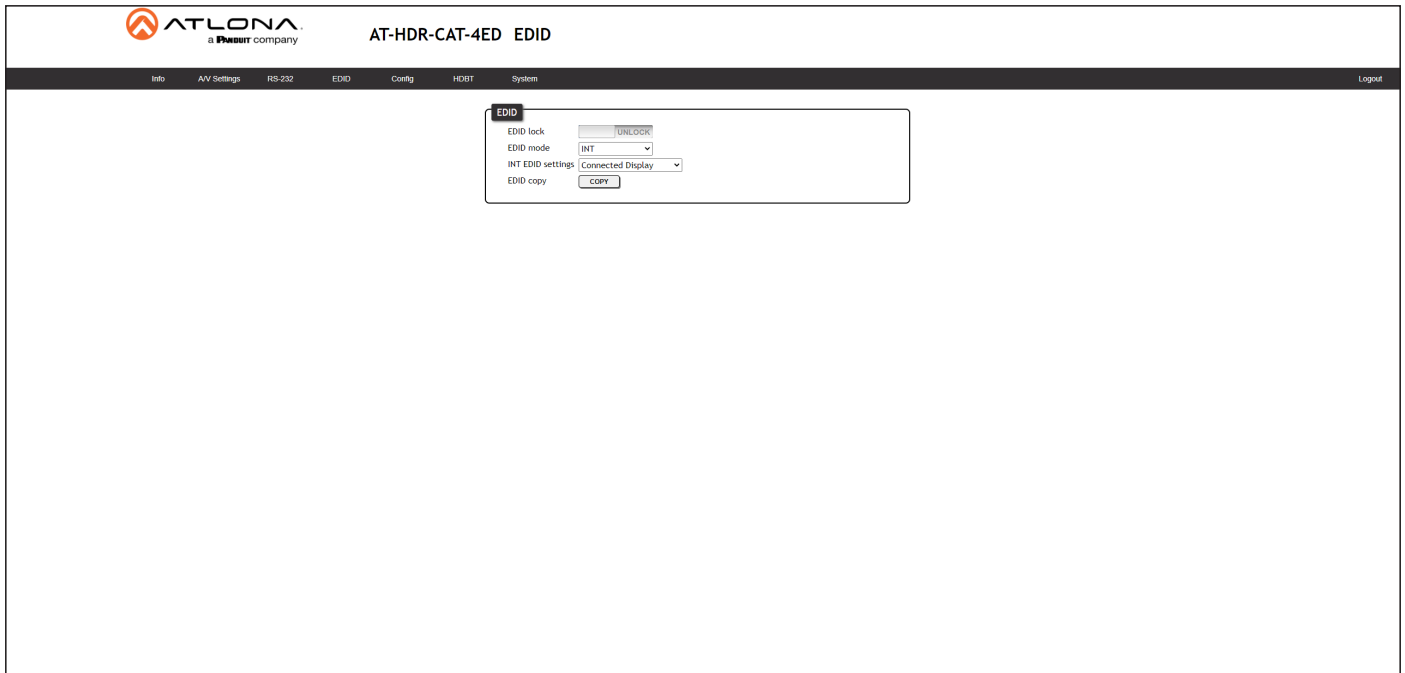 ATLONA.
a PANDUIT company
AT-HDR-CAT-4ED EDID
Info A/V Settings RS-232 EDID Config HDBT System Logout
EDID
EDID lock UNLOCK
EDID mode INT
INT EDID settings Connected Display
EDID copy COPY